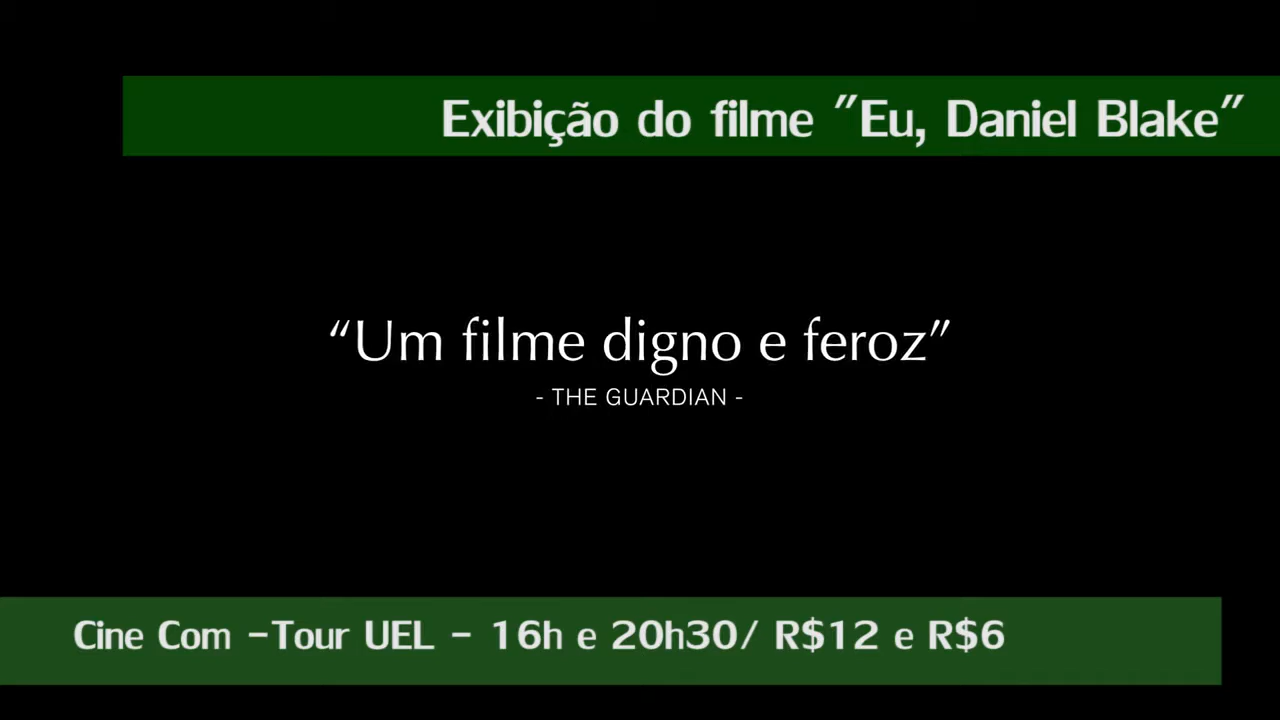 Exibição do filme "Eu, Daniel Blake"
“Um filme digno e feroz”
- THE GUARDIAN -
Cine Com -Tour UEL - 16h e 20h30/ R$12 e R$6